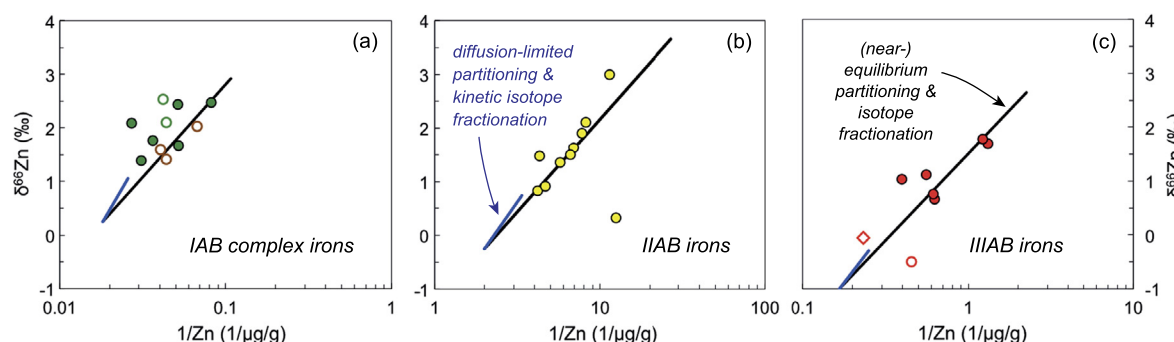 4
3
2
1
0
-1
δ66Zn (‰)
(a)
IAB complex irons
0.01
0.1
1
1/Zn (1/µg/g)
4
3
2
1
0
-1
(b)
diffusion-limited
partitioning &
kinetic isotope
fractionation
IIAB irons
1
10
100
1/Zn (1/µg/g)
(c)
(near-)
equilibrium
partitioning &
isotope
fractionation
IIIAB irons
0.1
1
10
1/Zn (1/µg/g)
4
3
2
1
0
-1
δ66Zn (%